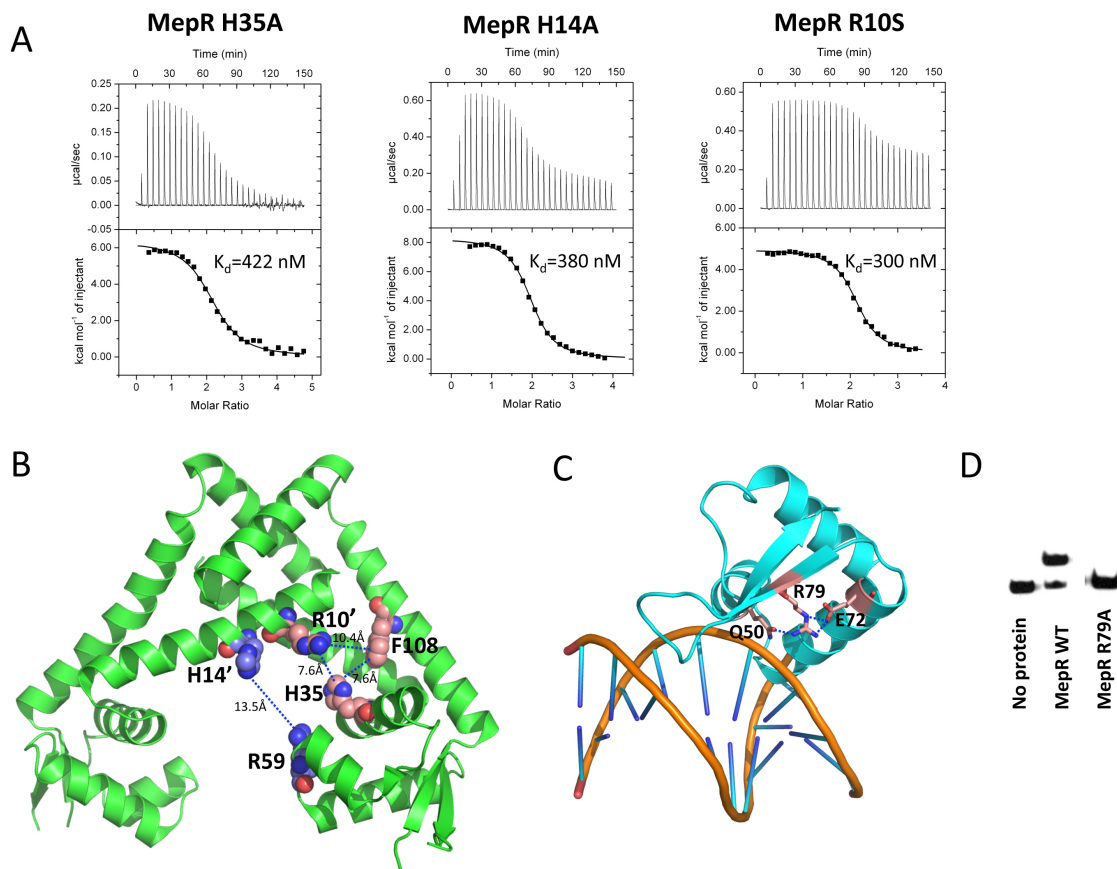 A
MepR H35A
MepR H14A
MepR R10S
Time (min)
0 30 60 90 120 150
0.25
0.20
0.15
0.10
0.05
0.00
-0.05
µcal/sec
6.00
4.00
2.00
0.00
kcal mol⁻¹ of injectant
Kd=422 nM
0 1 2 3 4 5
Molar Ratio
Time (min)
0 30 60 90 120 150
0.60
0.40
0.20
0.00
µcal/sec
8.00
6.00
4.00
2.00
0.00
kcal mol⁻¹ of injectant
Kd=380 nM
0 1 2 3 4
Molar Ratio
Time (min)
0 30 60 90 120 150
0.60
0.40
0.20
0.00
µcal/sec
6.00
4.00
2.00
0.00
kcal mol⁻¹ of injectant
Kd=300 nM
0 1 2 3 4
Molar Ratio
B
R10’
10.4Å
F108
H14’
7.6Å
7.6Å
H35
13.5Å
R59
C
R79
E72
Q50
D
No protein
MepR WT
MepR R79A